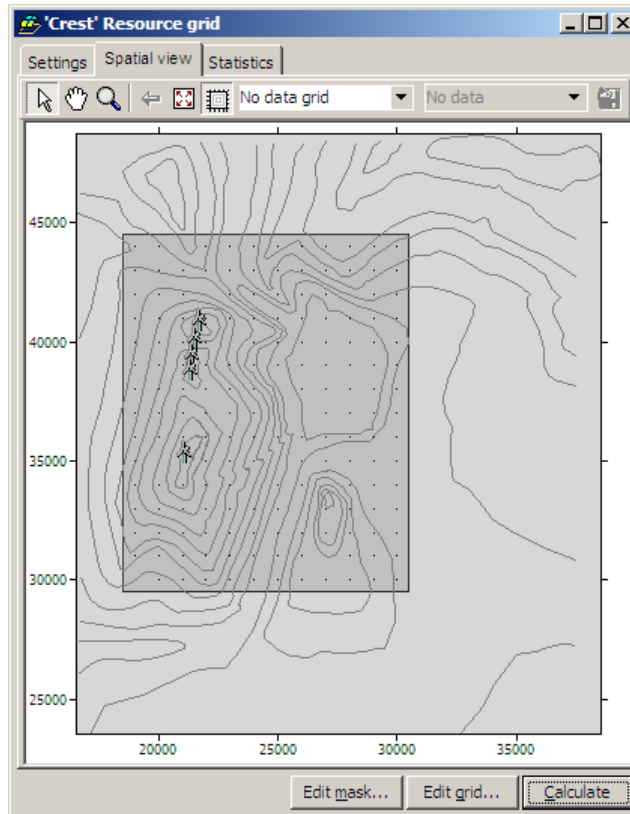 'Crest' Resource grid
Settings Spatial view Statistics
No data grid No data
45000
40000
35000
30000
25000
20000 25000 30000 35000
Edit mask... Edit grid... Calculate